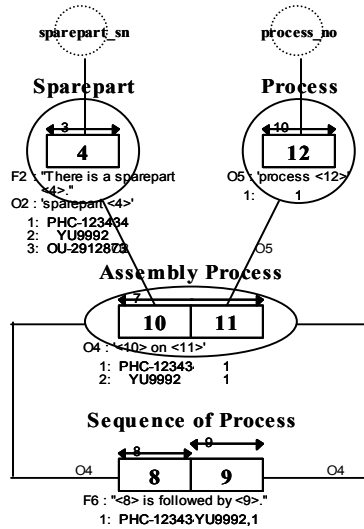 sparepart_sn
process_no
Sparepart
Process
3
10
4
12
F2 : "There is a sparepart
<4>."
O5 : 'process <12>'
O2 : 'sparepart <4>'
1: 1
1: PHC-123434
2: YU9992
3: OU-2912873
O5
Assembly Process
7
10
11
O4 : '<10> on <11>'
1: PHC-12343 1
2: YU9992 1
Sequence of Process
8
9
O4
8
9
O4
F6 : "<8> is followed by <9>."
1: PHC-12343 YU9992,1